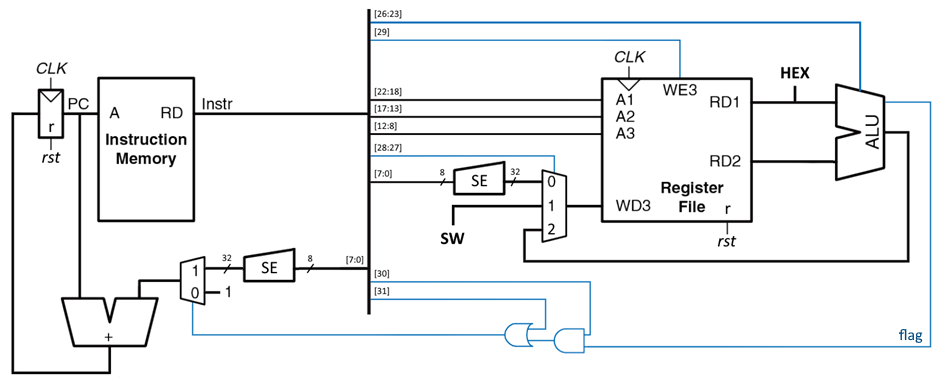 [26:23]
[29]
CLK
CLK
HEX
PC
A
RD
Instr
[22:18]
A1
WE3
RD1
r
[17:13]
A2
rst
Instruction
Memory
[12:8]
A3
ALU
[28:27]
[7:0]
8
SE
32
0
RD2
1
Register
File
r
WD3
SW
2
rst
1
32
SE
8
[7:0]
[30]
0
1
[31]
+
flag